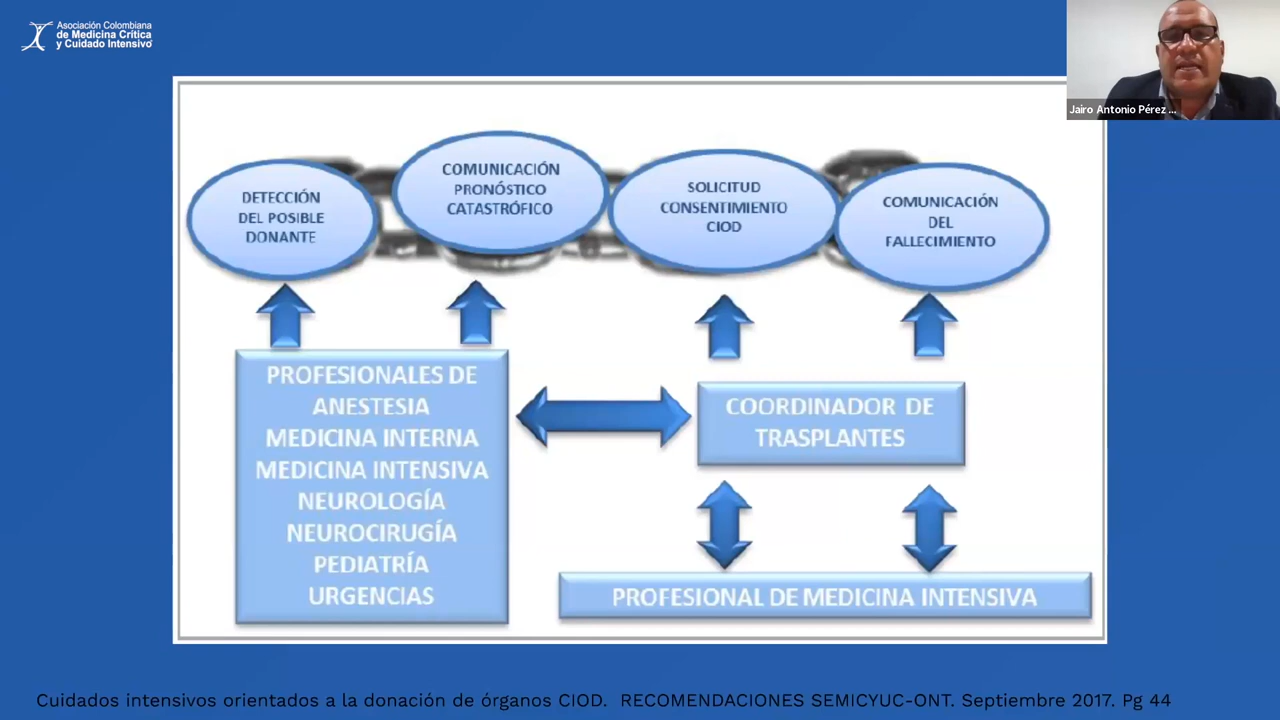 Asociación Colombiana
de Medicina Crítica
y Cuidado Intensivo
Jairo Antonio Pérez ...
DETECCIÓN
DEL POSIBLE
DONANTE
COMUNICACIÓN
PRONÓSTICO
CATASTRÓFICO
SOLICITUD
CONSENTIMIENTO
CIOD
COMUNICACIÓN
DEL
FALLECIMIENTO
PROFESIONALES DE
ANESTESIA
MEDICINA INTERNA
MEDICINA INTENSIVA
NEUROLOGÍA
NEUROCIRUGÍA
PEDIATRÍA
URGENCIAS
COORDINADOR DE
TRASPLANTES
PROFESIONAL DE MEDICINA INTENSIVA
Cuidados intensivos orientados a la donación de órganos CIOD. RECOMENDACIONES SEMICYUC-ONT. Septiembre 2017. Pg 44